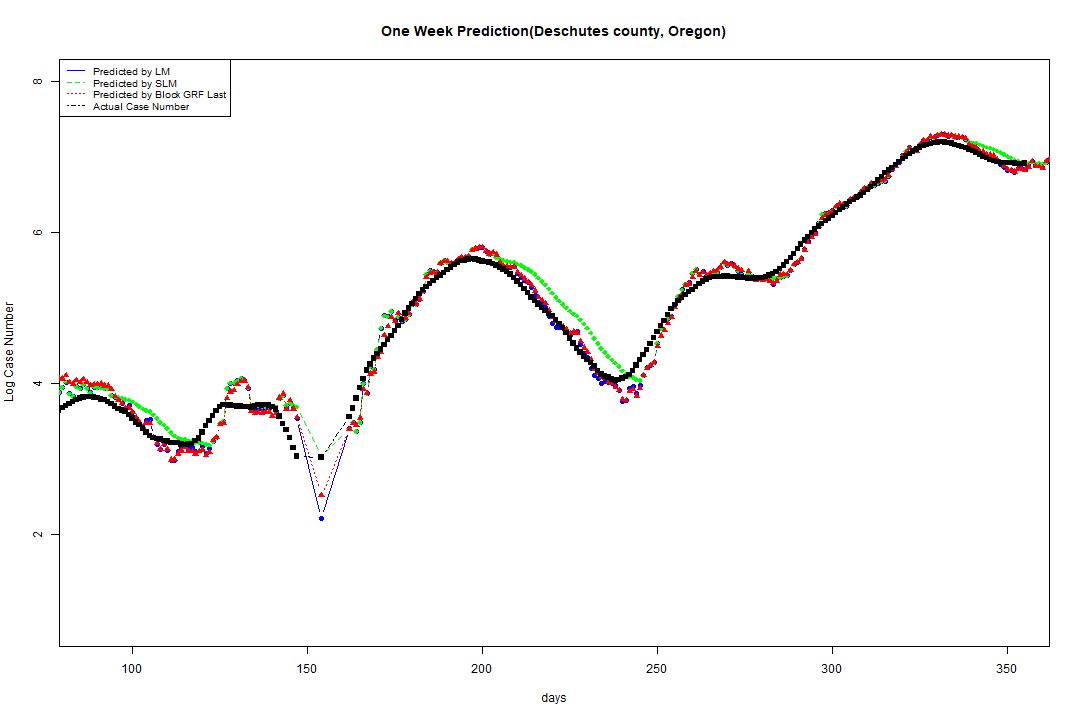 One Week Prediction(Deschutes county, Oregon)
Predicted by LM
Predicted by SLM
Predicted by Block GRF Last
Actual Case Number
8
6
4
2
Log Case Number
100 150 200 250 300 350
days